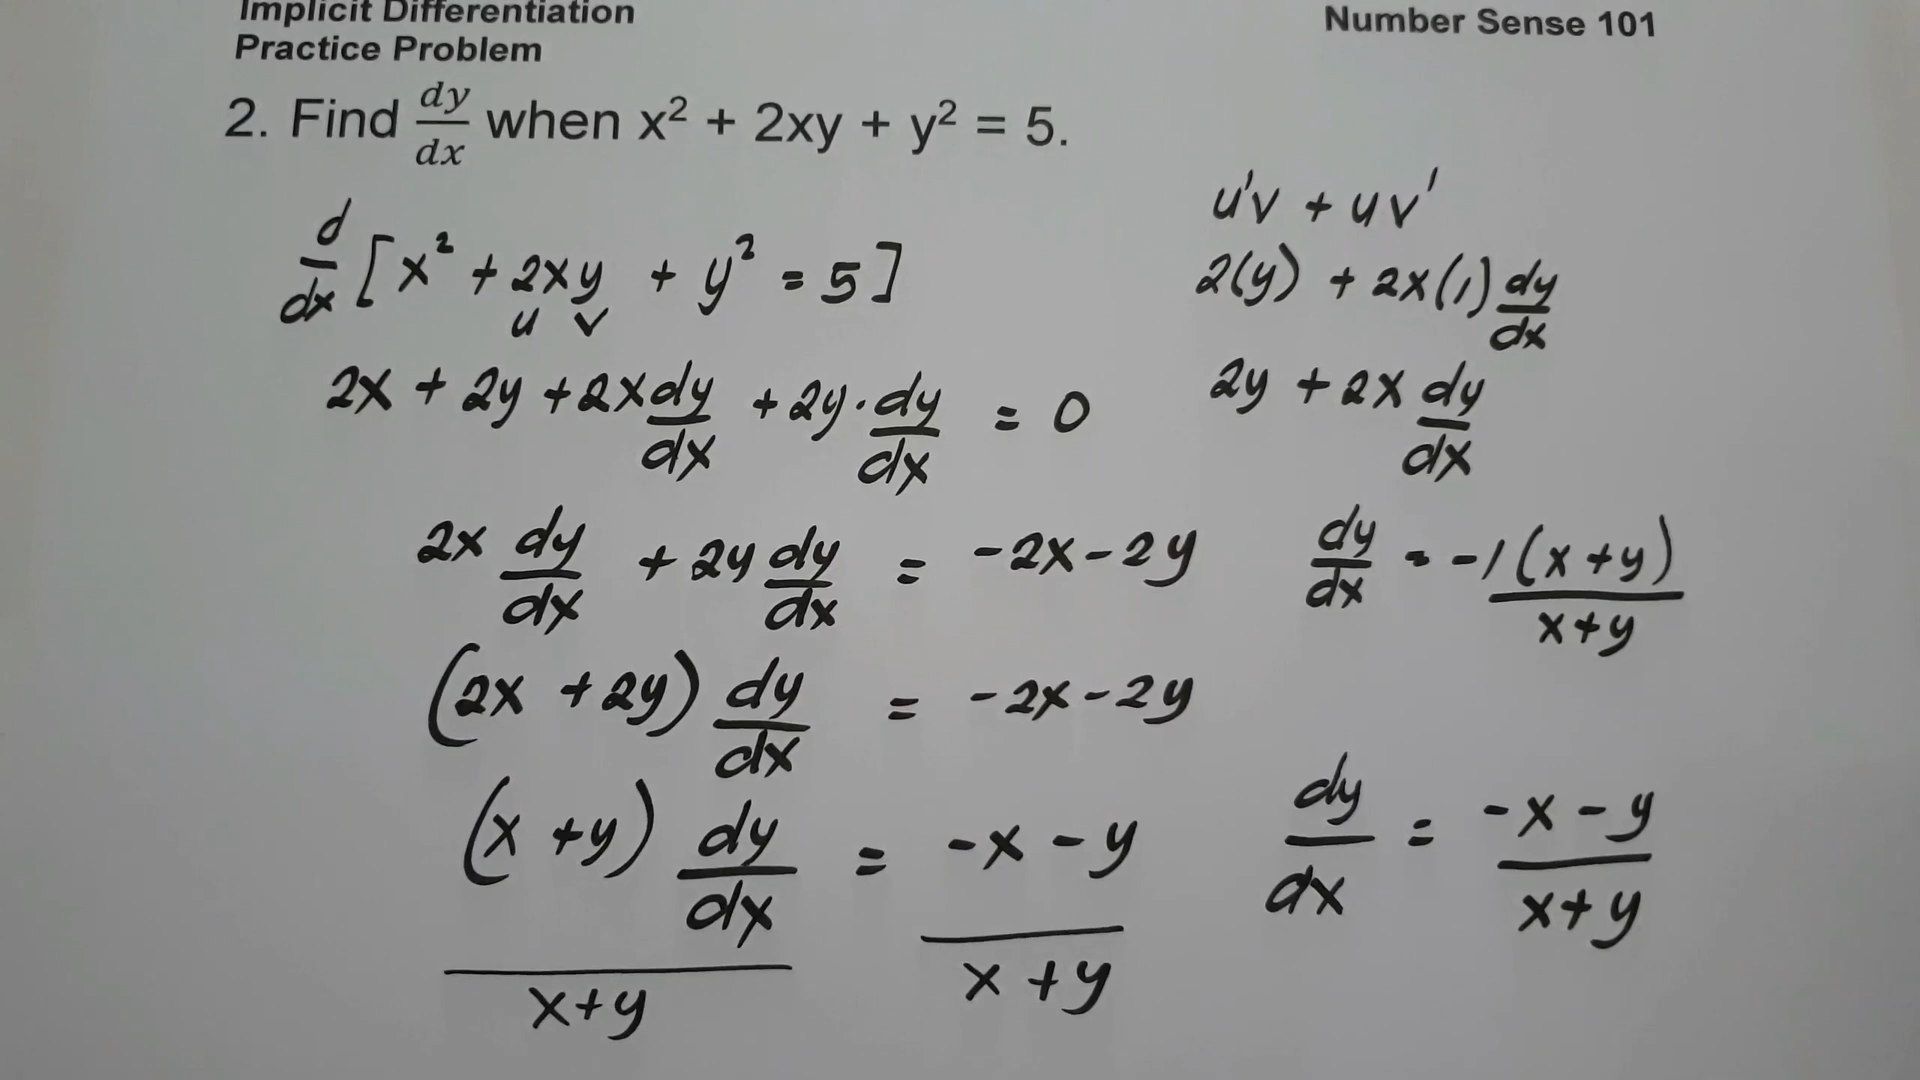 Implicit Differentiation
Practice Problem
Number Sense 101
2. Find dy/dx when x² + 2xy + y² = 5.
d/dx [x² + 2xy + y² = 5]
u v
2x + 2y + 2x dy/dx + 2y · dy/dx = 0
2x dy/dx + 2y dy/dx = -2x - 2y
(2x + 2y) dy/dx = -2x - 2y
(x + y) dy/dx = -x - y
x+y x + y
u'v + uv'
2(y) + 2x(1) dy/dx
2y + 2x dy/dx
dy/dx = -1(x + y)/x+y
dy/dx = -x - y/x+y